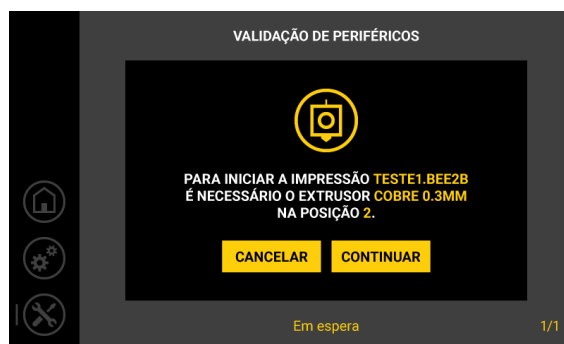 VALIDAÇÃO DE PERIFÉRICOS
PARA INICIAR A IMPRESSÃO TESTE1.BEE2B
É NECESSÁRIO O EXTRUSOR COBRE 0.3MM
NA POSIÇÃO 2.
CANCELAR CONTINUAR
Em espera 1/1